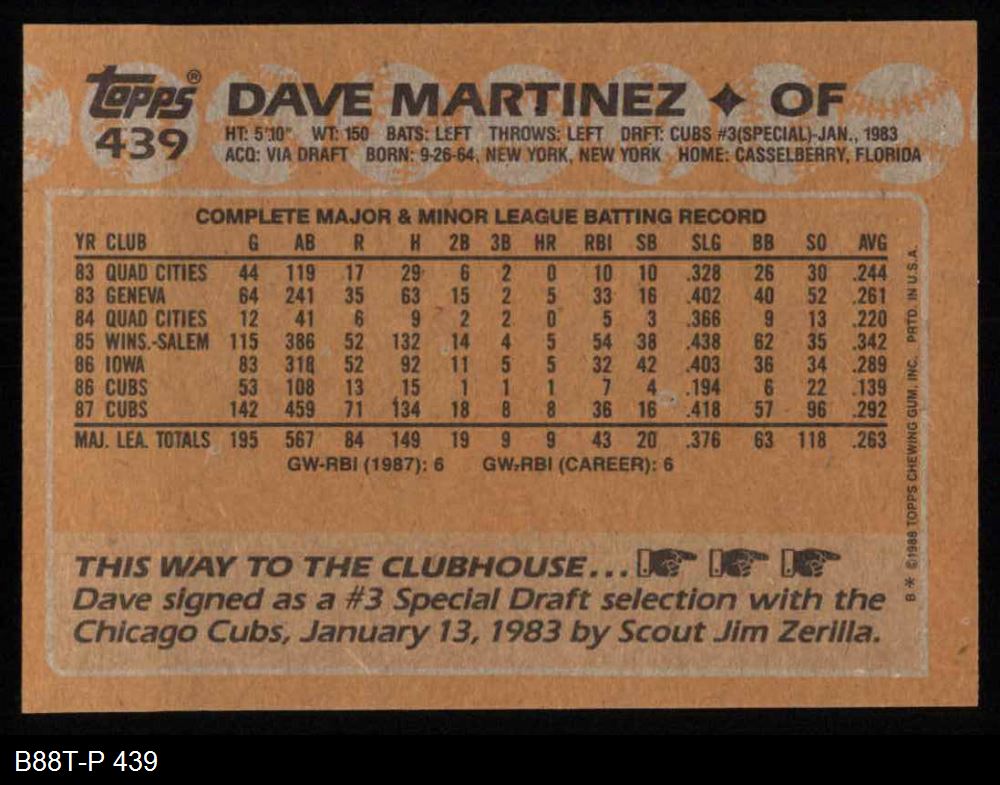 topps®
439
DAVE MARTINEZ ✦ OF
HT: 5'10" WT: 150 BATS: LEFT THROWS: LEFT DRFT: CUBS #3(SPECIAL)-JAN., 1983
ACQ: VIA DRAFT BORN: 9-26-64, NEW YORK, NEW YORK HOME: CASSELBERRY, FLORIDA
COMPLETE MAJOR & MINOR LEAGUE BATTING RECORD
YR CLUB G AB R H 2B 3B HR RBI SB SLG BB SO AVG
83 QUAD CITIES 44 119 17 29 6 2 0 10 10 .328 26 30 .244
83 GENEVA 64 241 35 63 15 2 5 33 16 .402 40 52 .261
84 QUAD CITIES 12 41 6 9 2 2 0 5 3 .366 9 13 .220
85 WINS.-SALEM 115 386 52 132 14 4 5 54 38 .438 62 35 .342
86 IOWA 83 318 52 92 11 5 5 32 42 .403 36 34 .289
86 CUBS 53 108 13 15 1 1 1 7 4 .194 6 22 .139
87 CUBS 142 459 71 134 18 8 8 36 16 .418 57 96 .292
MAJ. LEA. TOTALS 195 567 84 149 19 9 9 43 20 .376 63 118 .263
GW-RBI (1987): 6 GW-RBI (CAREER): 6
THIS WAY TO THE CLUBHOUSE...
Dave signed as a #3 Special Draft selection with the
Chicago Cubs, January 13, 1983 by Scout Jim Zerilla.
B* ©1988 TOPPS CHEWING GUM, INC. PRTD. IN U.S.A.
B88T-P 439